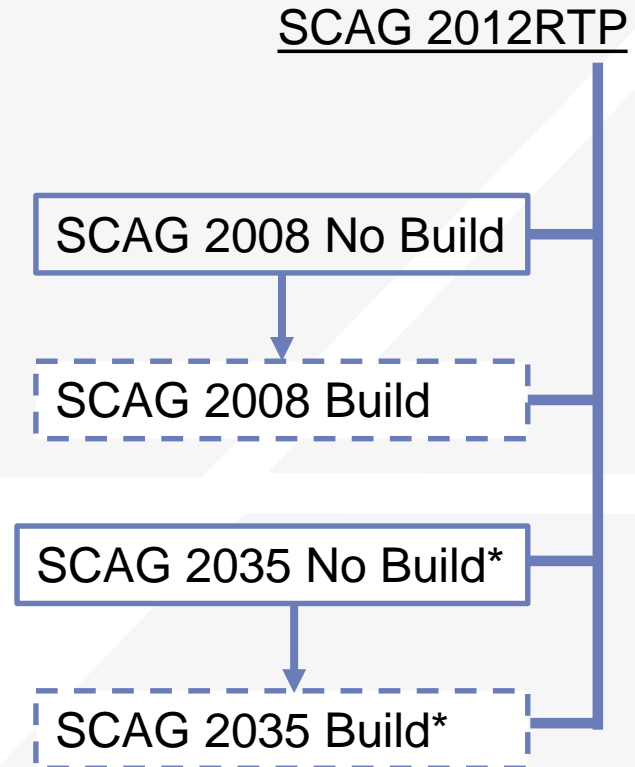 SCAG 2012RTP
SCAG 2008 No Build
SCAG 2008 Build
SCAG 2035 No Build*
SCAG 2035 Build*